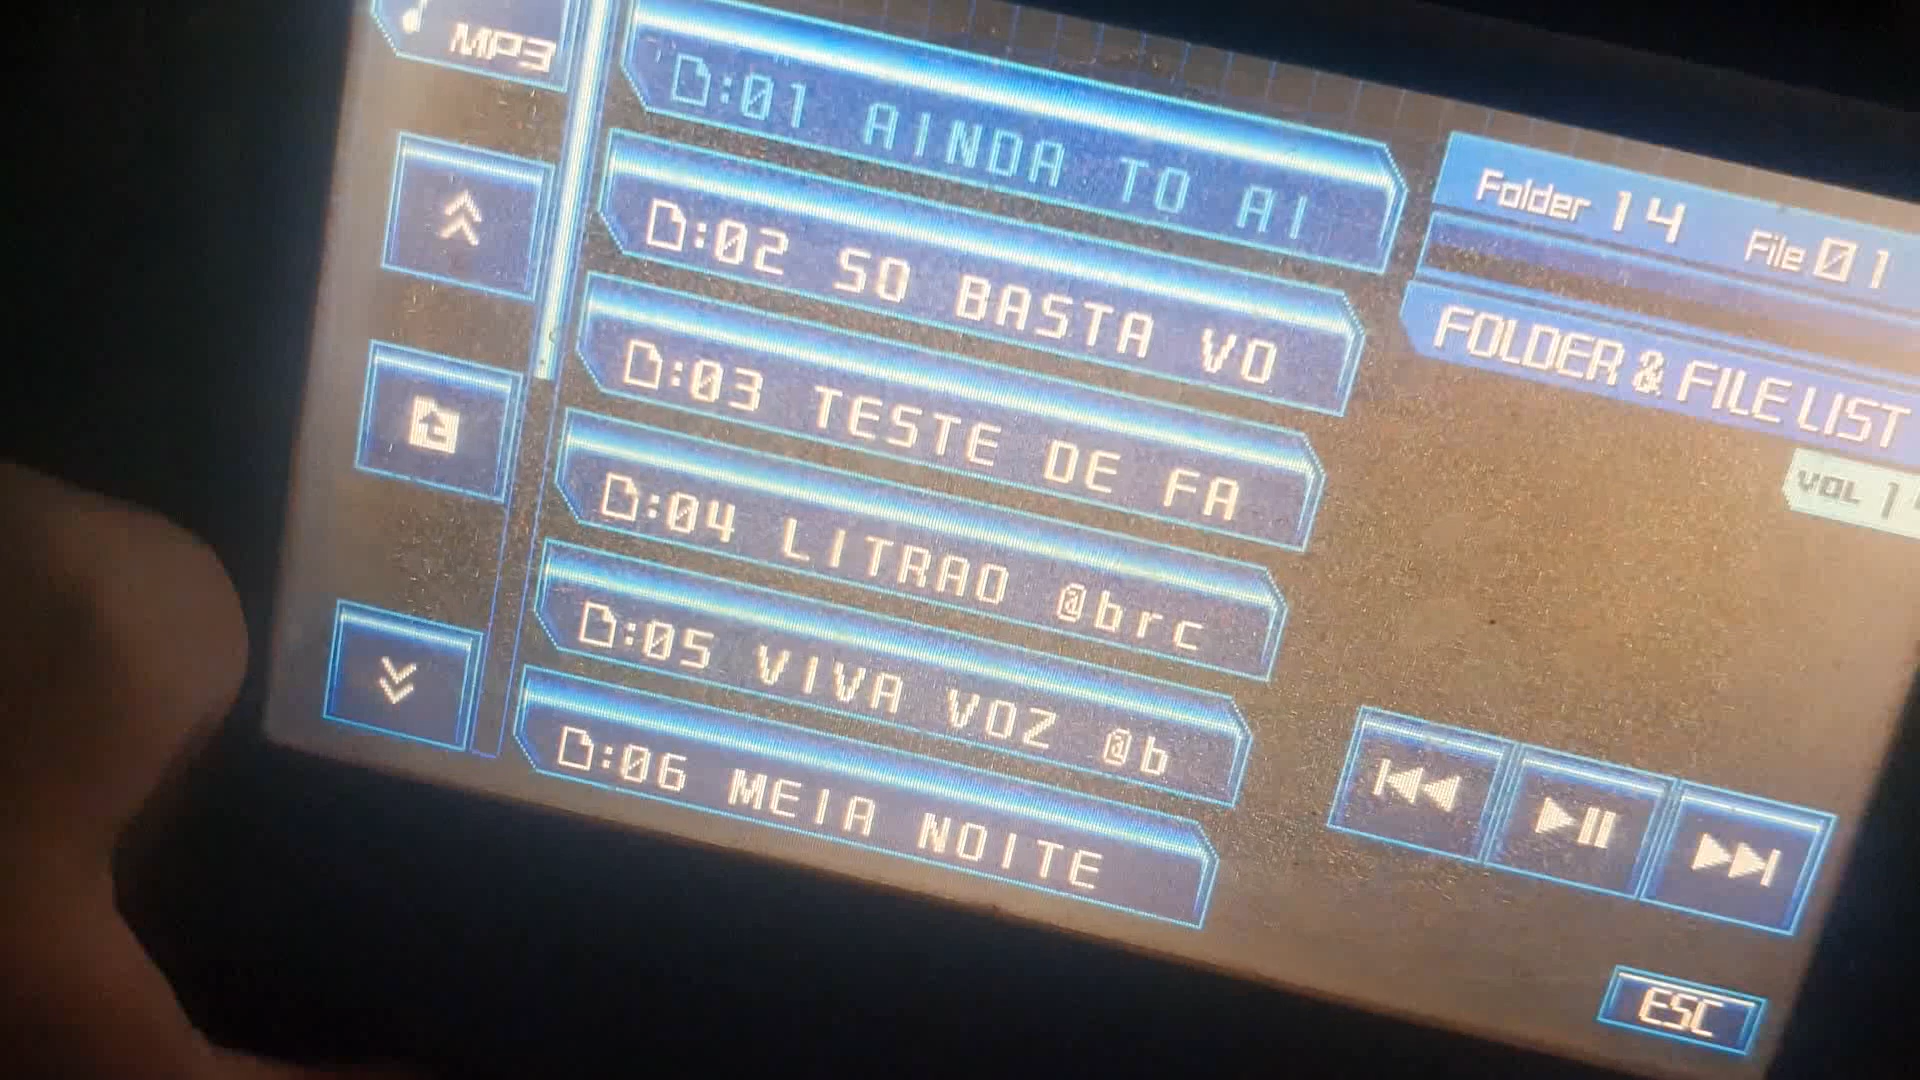 MP3
:01 AINDA TO AI
:02 SO BASTA VO
:03 TESTE DE FA
:04 LITRAO @brc
:05 VIVA VOZ @b
:06 MEIA NOITE
Folder 14 File 01
FOLDER & FILE LIST
VOL
ESC